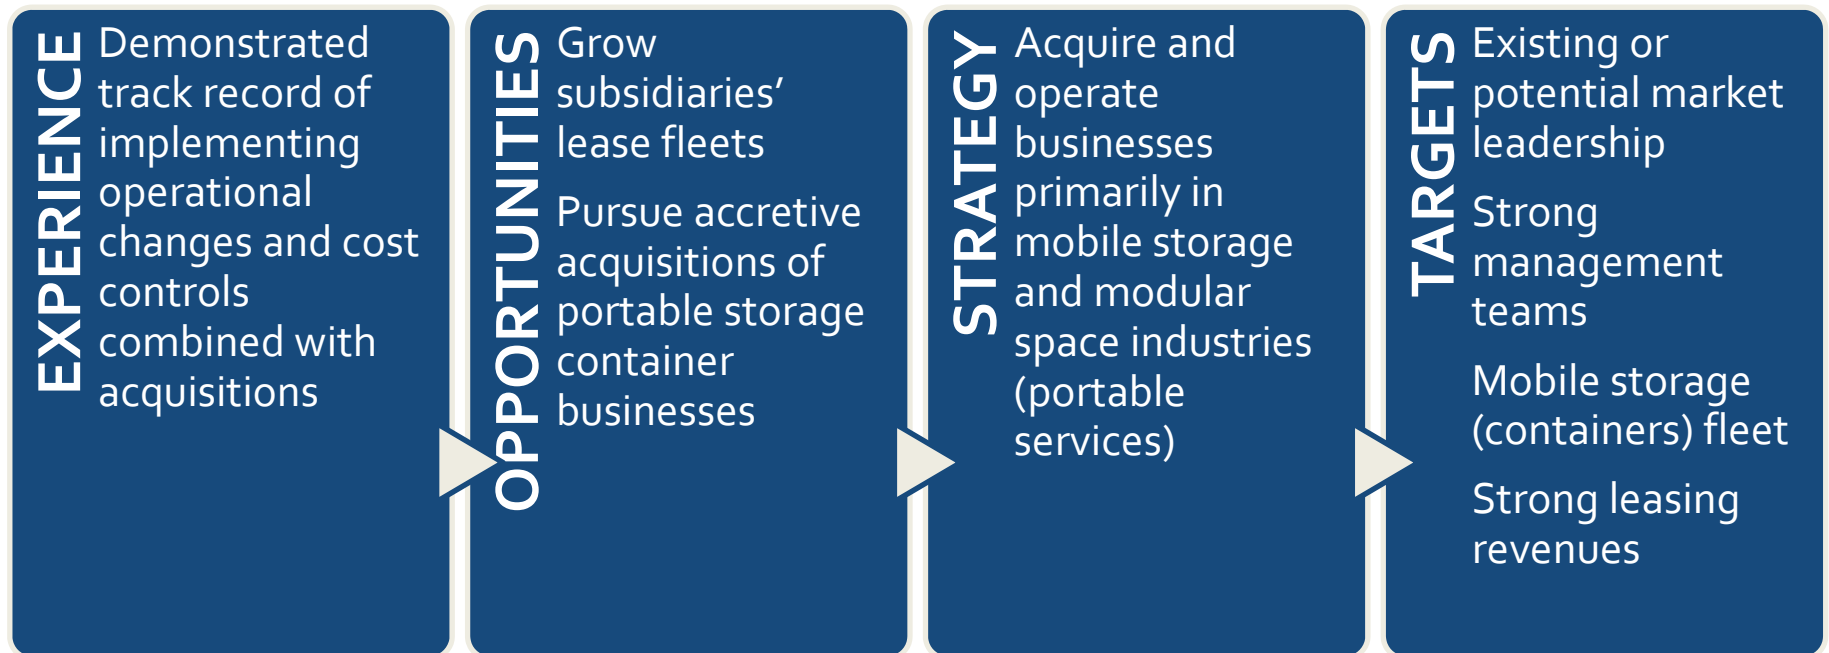 EXPERIENCE
Demonstrated
track record of
implementing
operational
changes and cost
controls
combined with
acquisitions
OPPORTUNITIES
Grow
subsidiaries’
lease fleets
Pursue accretive
acquisitions of
portable storage
container
businesses
STRATEGY
Acquire and
operate
businesses
primarily in
mobile storage
and modular
space industries
(portable
services)
TARGETS
Existing or
potential market
leadership
Strong
management
teams
Mobile storage
(containers) fleet
Strong leasing
revenues